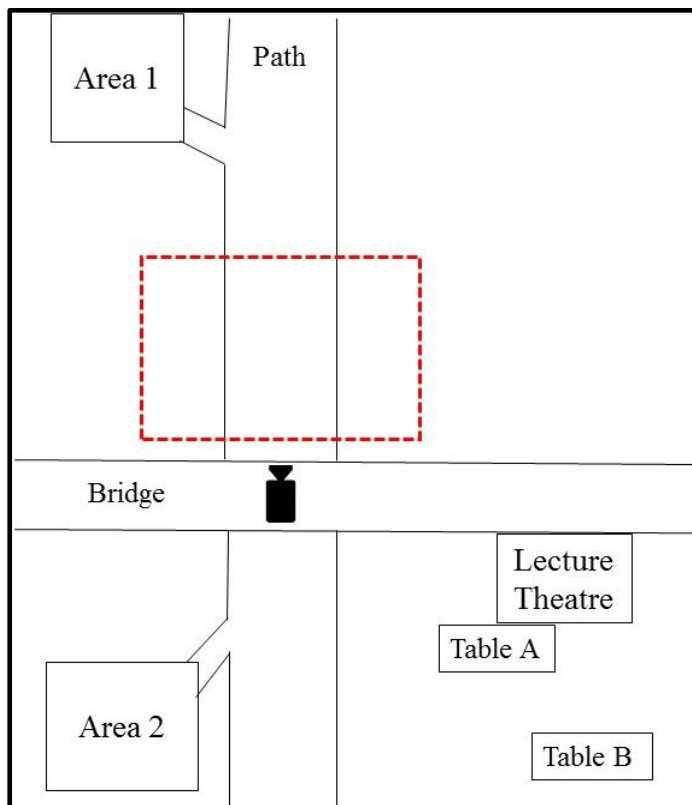 Area 1
Path
Bridge
Lecture
Theatre
Table A
Area 2
Table B